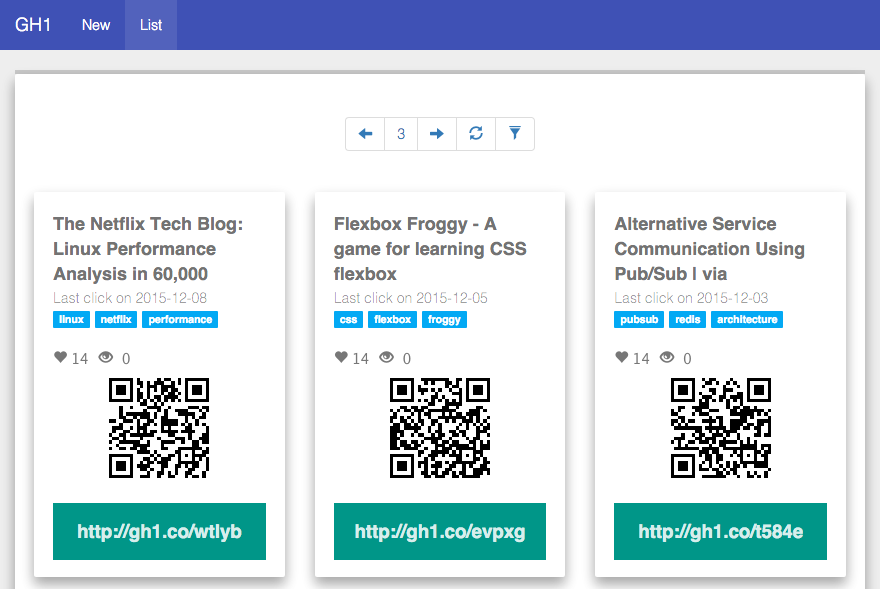 GH1 New List
3
The Netflix Tech Blog:
Linux Performance
Analysis in 60,000
Last click on 2015-12-08
linux netflix performance
14 0
http://gh1.co/wtlyb
Flexbox Froggy - A
game for learning CSS
flexbox
Last click on 2015-12-05
css flexbox froggy
14 0
http://gh1.co/evpxg
Alternative Service
Communication Using
Pub/Sub | via
Last click on 2015-12-03
pubsub redis architecture
14 0
http://gh1.co/t584e